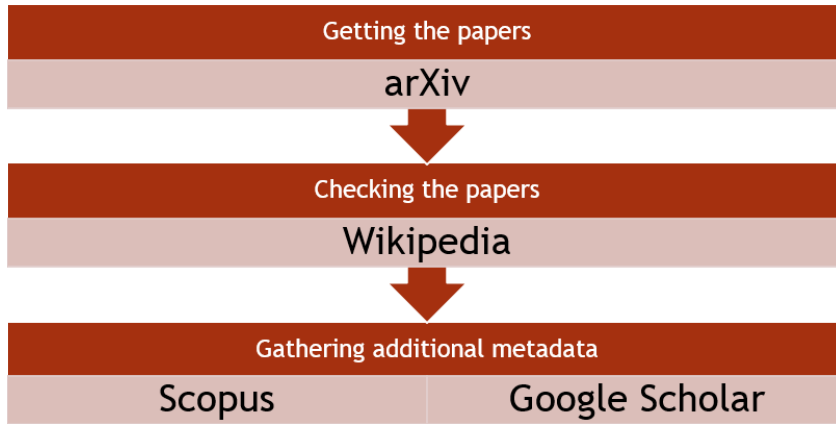 Getting the papers
arXiv
Checking the papers
Wikipedia
Gathering additional metadata
Scopus
Google Scholar